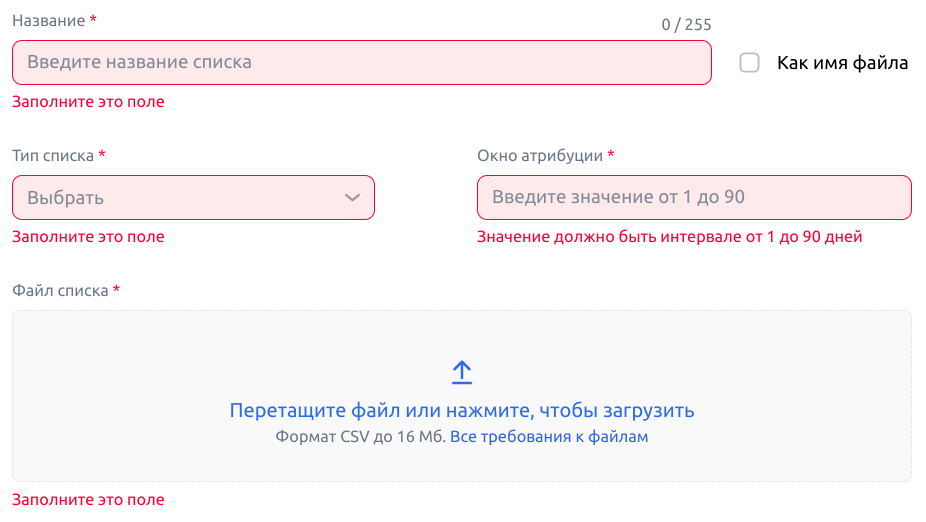 Название *
0 / 255
Введите название списка
Как имя файла
Заполните это поле
Тип списка *
Окно атрибуции *
Выбрать
Введите значение от 1 до 90
Заполните это поле
Значение должно быть интервале от 1 до 90 дней
Файл списка *
Перетащите файл или нажмите, чтобы загрузить
Формат CSV до 16 Мб. Все требования к файлам
Заполните это поле